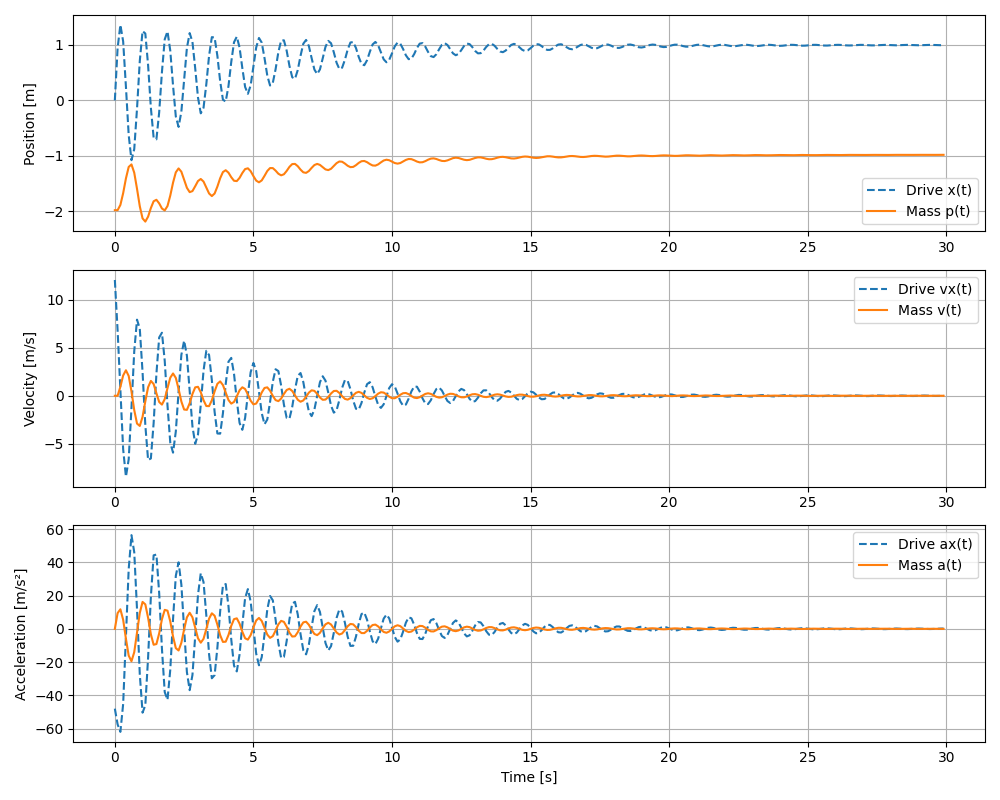 Position [m]
1
0
−1
−2
Drive x(t)
Mass p(t)
0 5 10 15 20 25 30
Velocity [m/s]
10
5
0
−5
Drive vx(t)
Mass v(t)
0 5 10 15 20 25 30
Acceleration [m/s²]
60
40
20
0
−20
−40
−60
Drive ax(t)
Mass a(t)
0 5 10 15 20 25 30
Time [s]